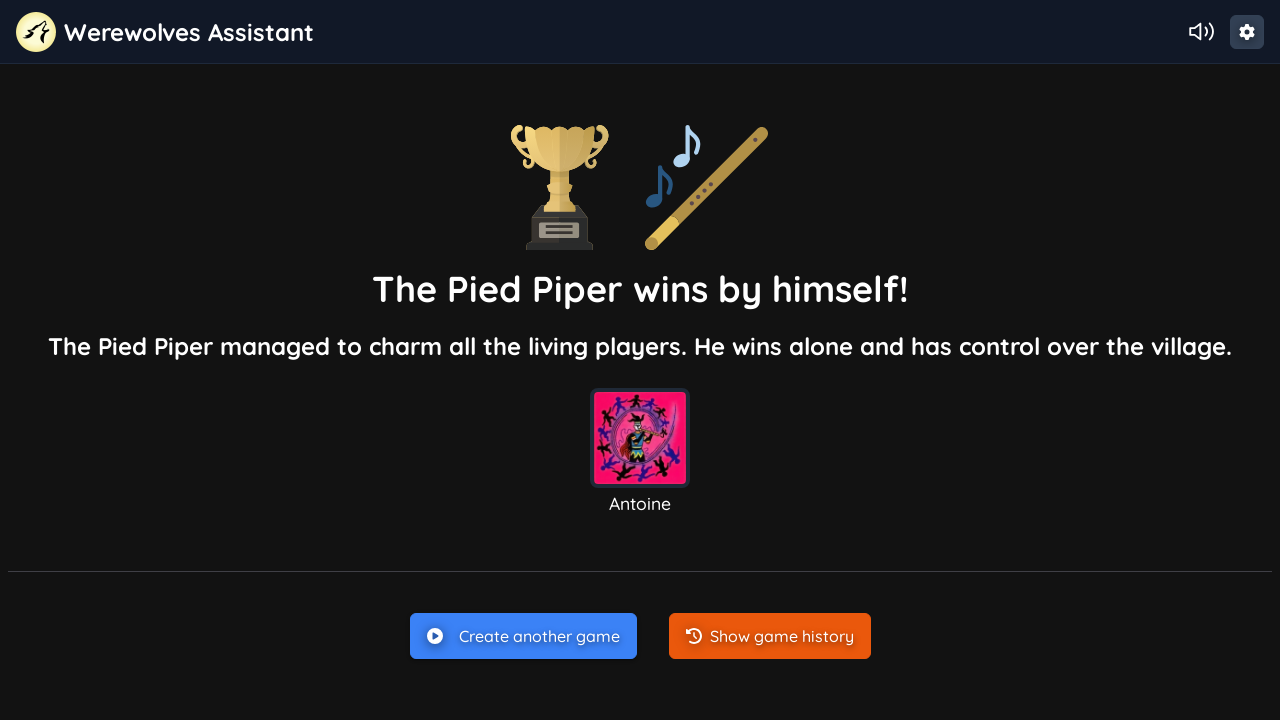 Werewolves Assistant
The Pied Piper wins by himself!
The Pied Piper managed to charm all the living players. He wins alone and has control over the village.
Antoine
Create another game
Show game history